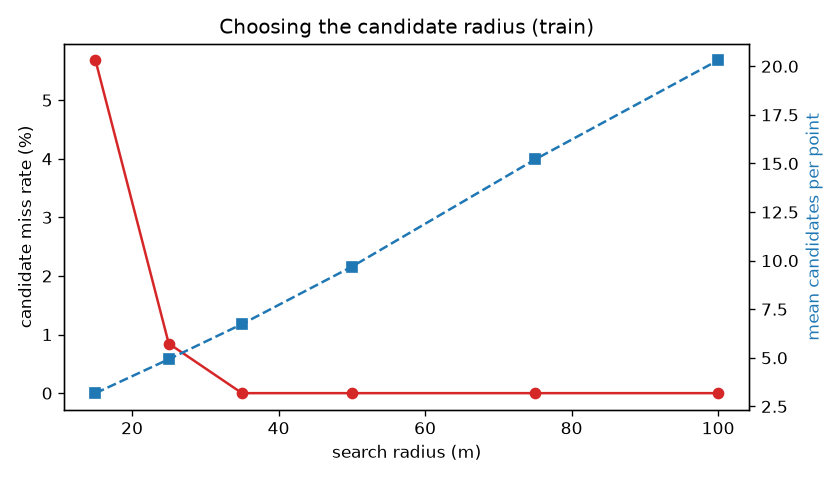 Choosing the candidate radius (train)
candidate miss rate (%)
5
4
3
2
1
0
20.0
17.5
15.0
12.5
10.0
7.5
5.0
2.5
mean candidates per point
20 40 60 80 100
search radius (m)